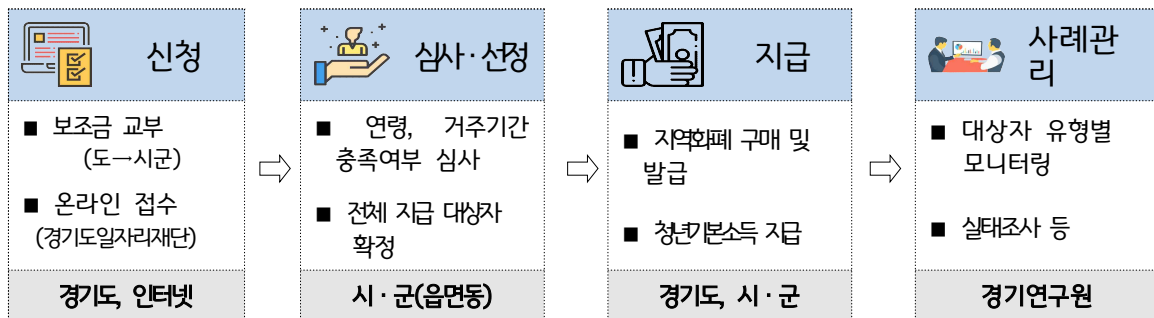 신청
■ 보조금 교부
(도→시군)
■ 온라인 접수
(경기도일자리재단)
경기도, 인터넷
심사·선정
■ 연령, 거주기간
충족여부 심사
■ 전체 지급 대상자
확정
시·군(읍면동)
지급
■ 지역화폐 구매 및
발급
■ 청년기본소득 지급
경기도, 시·군
사례관
리
■ 대상자 유형별
모니터링
■ 실태조사 등
경기연구원